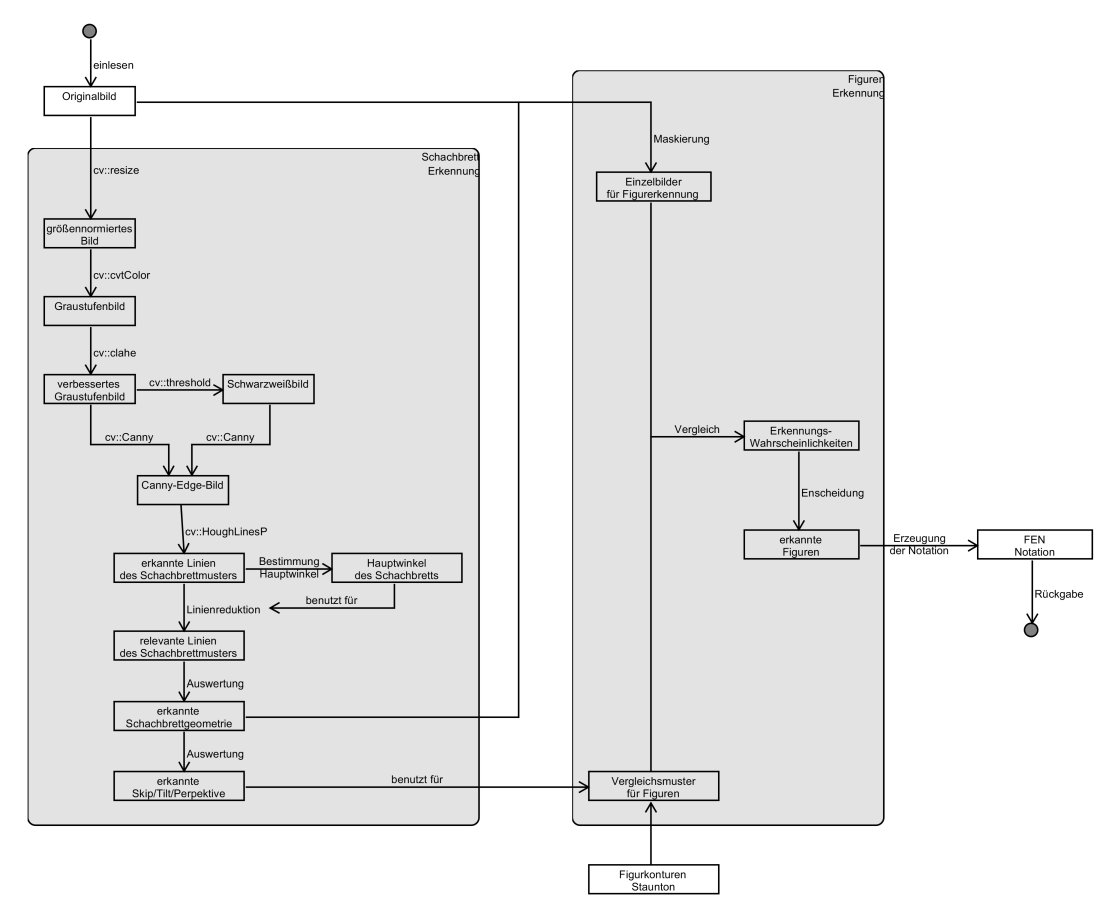 einlesen
Originalbild
Figuren
Erkennung
Maskierung
Schachbrett
Erkennung
cv::resize
Einzelbilder
für Figurerkennung
größennormiertes
Bild
cv::cvtColor
Graustufenbild
cv::clahe
verbessertes
Graustufenbild
cv::threshold
Schwarzweißbild
cv::Canny
cv::Canny
Vergleich
Erkennungs-
Wahrscheinlichkeiten
Canny-Edge-Bild
Enscheidung
cv::HoughLinesP
erkannte
Figuren
Erzeugung
der Notation
FEN
Notation
erkannte Linien
des Schachbrettmusters
Bestimmung
Hauptwinkel
Hauptwinkel
des Schachbretts
Rückgabe
Linienreduktion
benutzt für
relevante Linien
des Schachbrettmusters
Auswertung
erkannte
Schachbrettgeometrie
Auswertung
erkannte
Skip/Tilt/Perpektive
benutzt für
Vergleichsmuster
für Figuren
Figurkonturen
Staunton